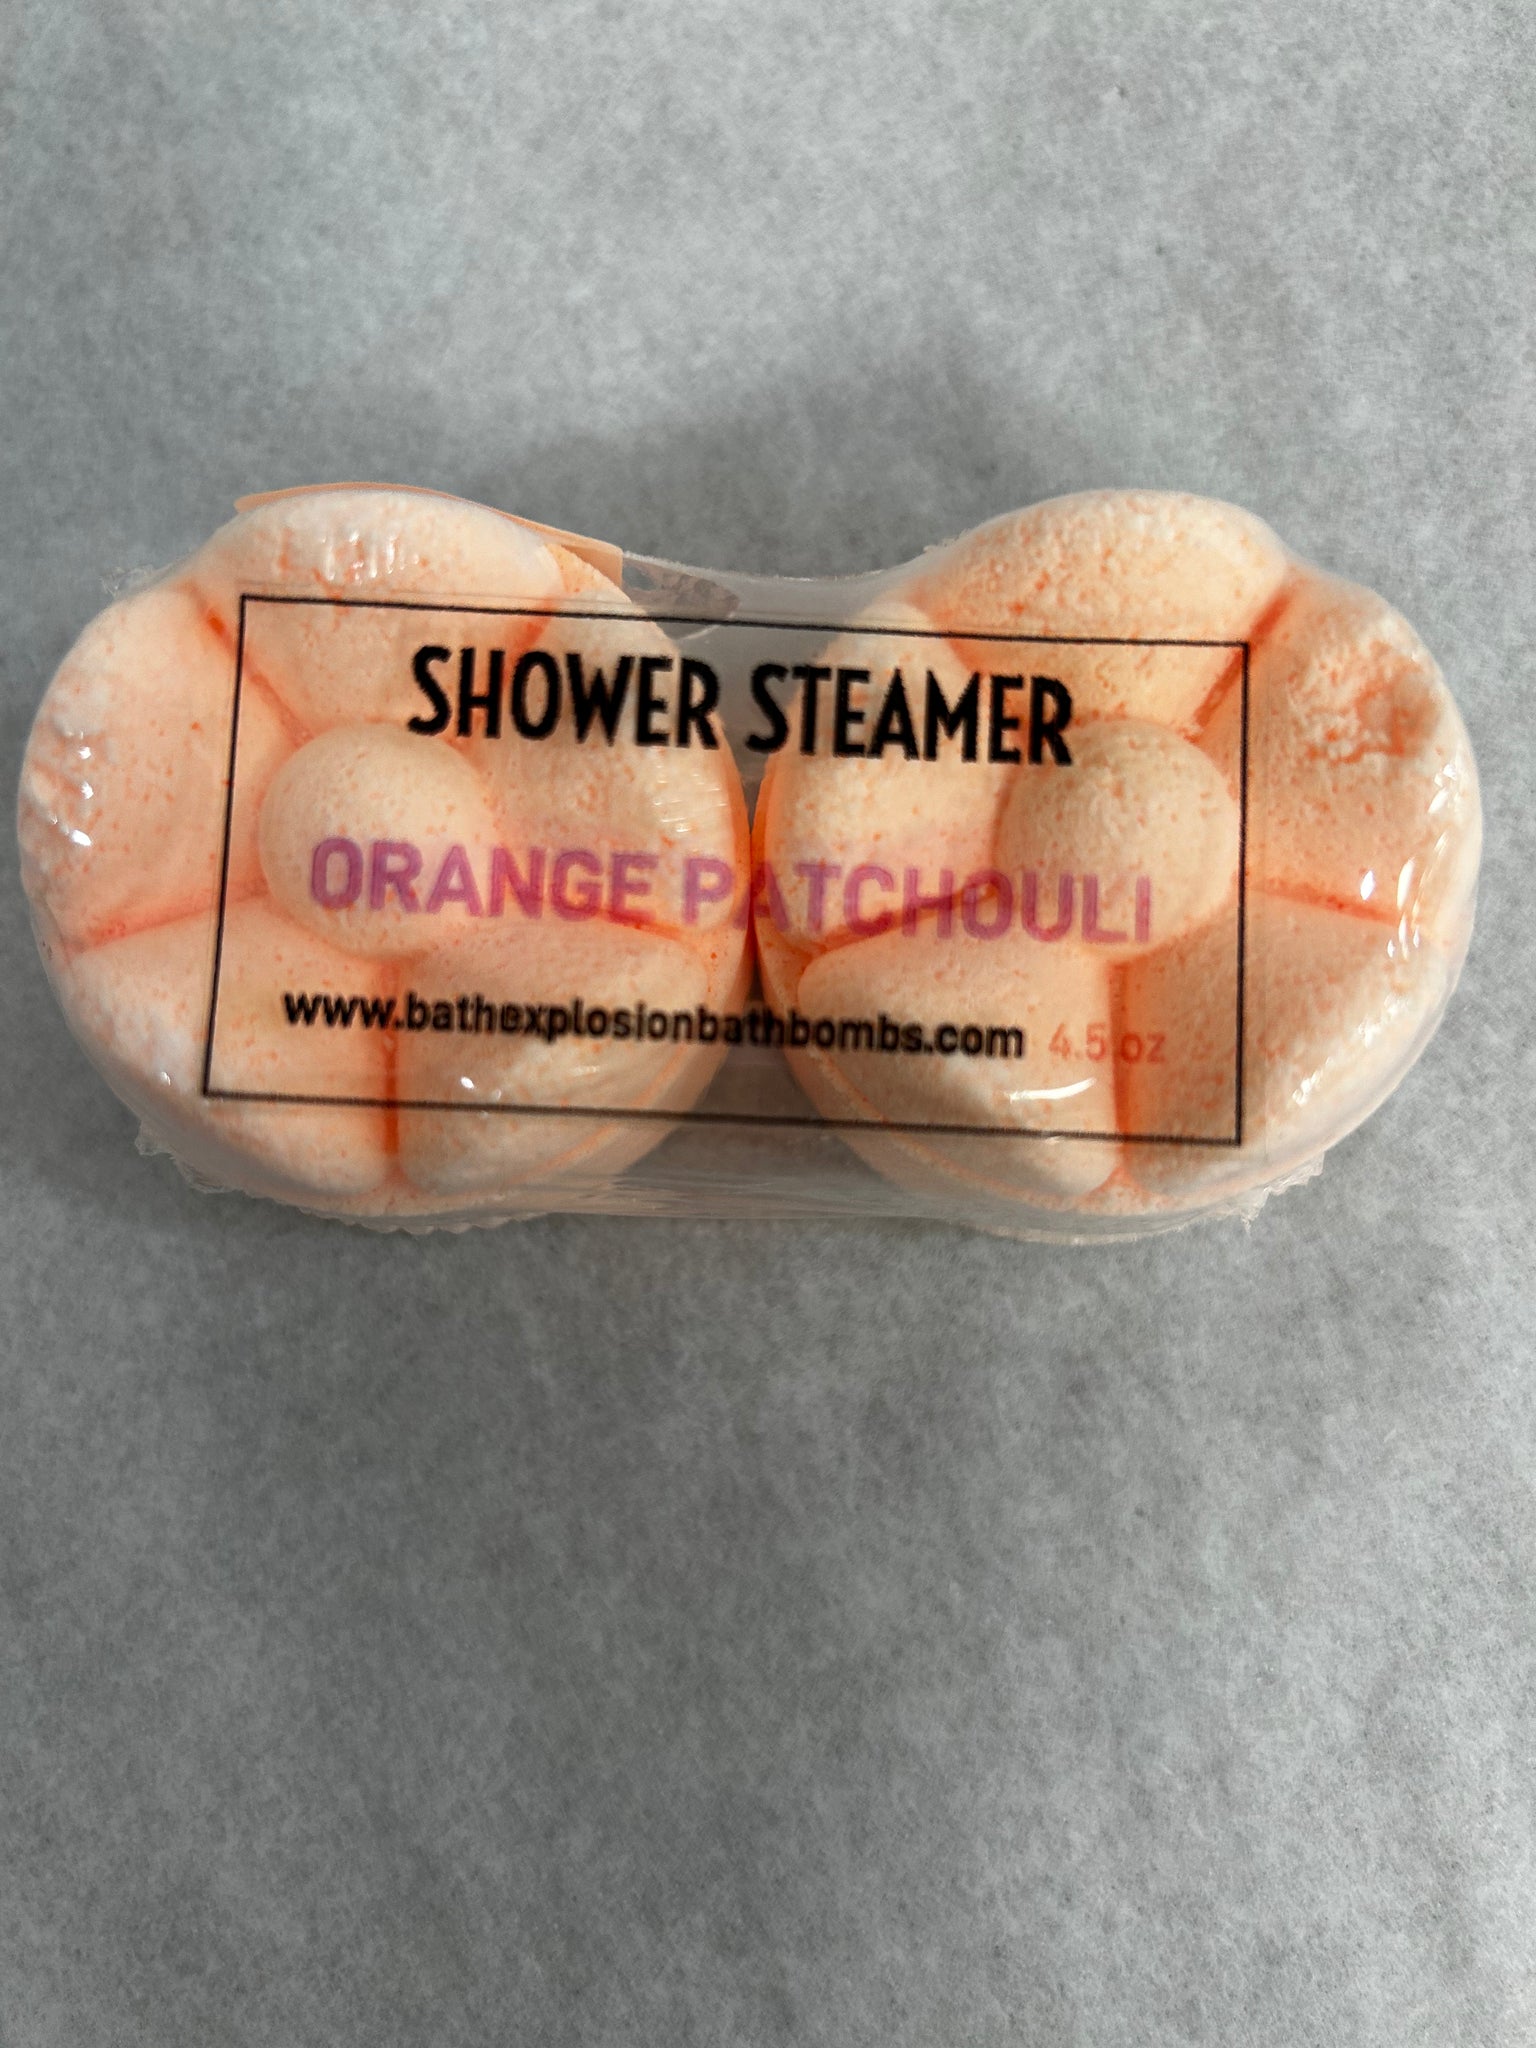 SHOWER STEAMER
ORANGE PATCHOULI
www.bathexplosionbathbombs.com 4.5 oz